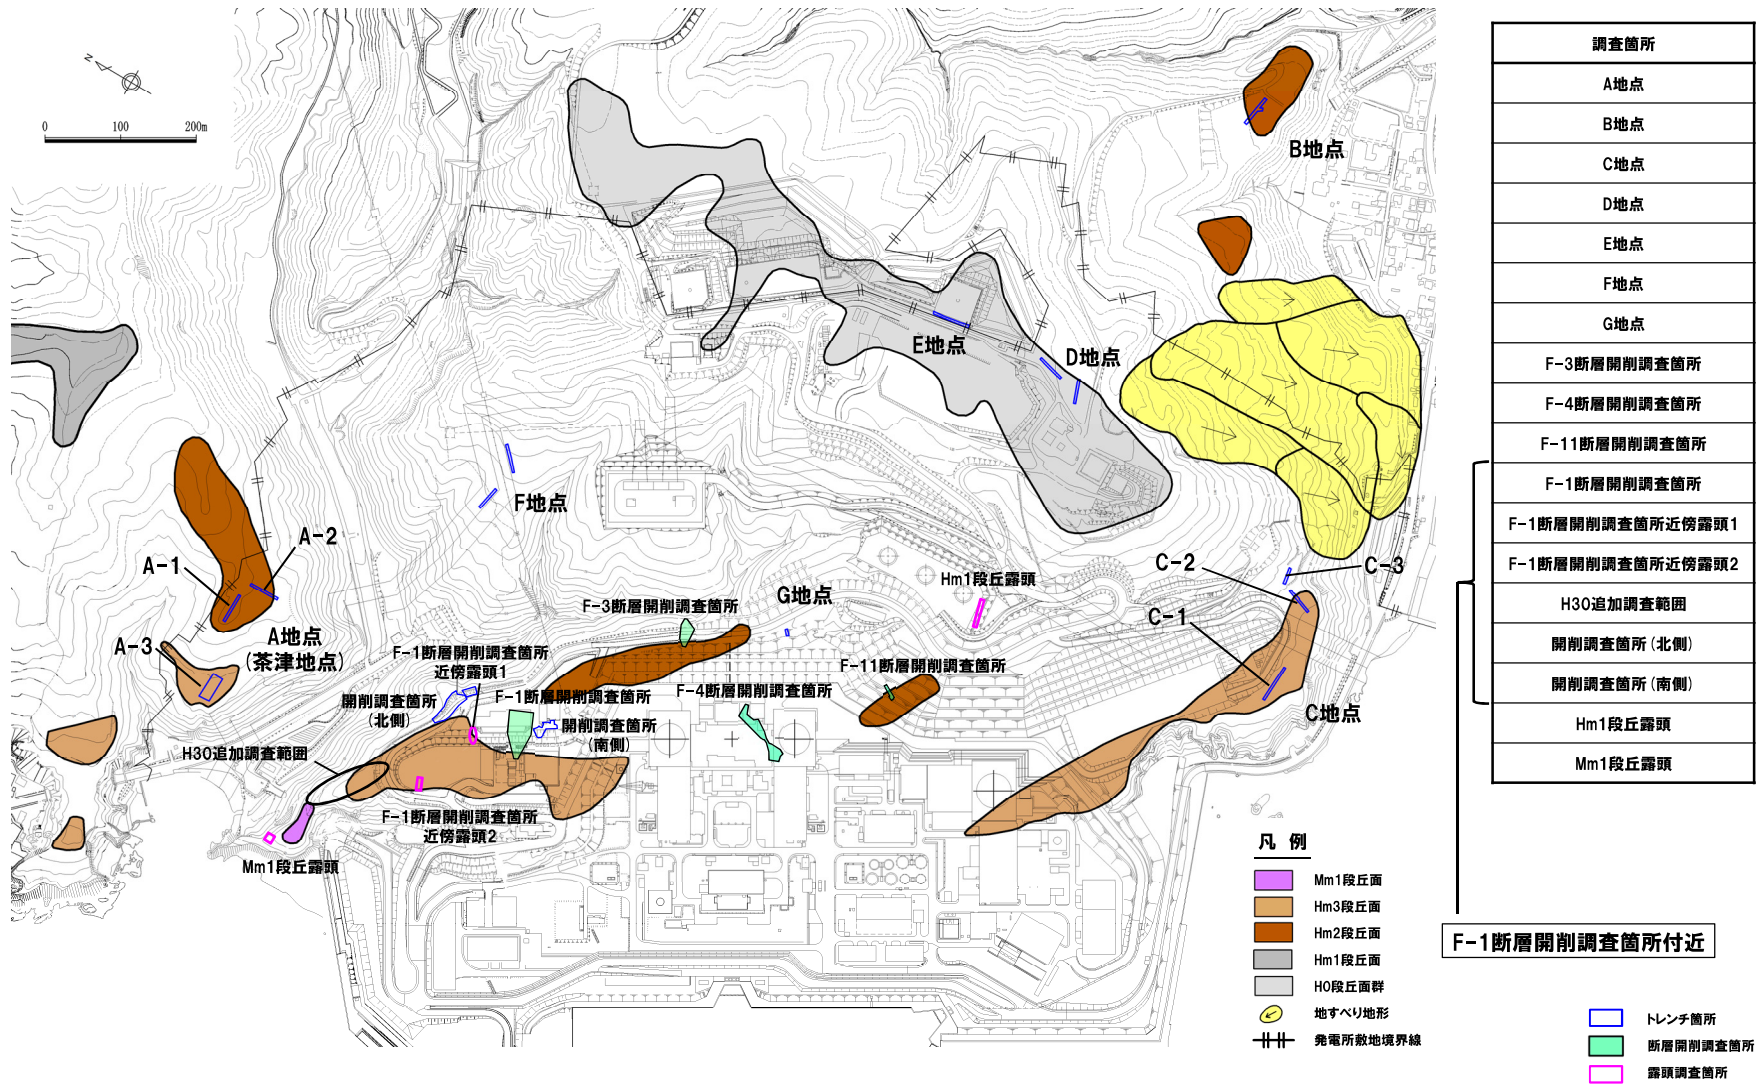 N
0 100 200m
B地点
E地点
D地点
F地点
A-2
A-1
A-3
A地点
(茶津地点)
C-2
C-3
C-1
C地点
G地点
Hm1段丘露頭
F-3断層開削調査箇所
F-1断層開削調査箇所
近傍露頭1
F-1断層開削調査箇所
F-4断層開削調査箇所
F-11断層開削調査箇所
開削調査箇所
(北側)
開削調査箇所
(南側)
H30追加調査範囲
F-1断層開削調査箇所
近傍露頭2
Mm1段丘露頭
凡 例
Mm1段丘面
Hm3段丘面
Hm2段丘面
Hm1段丘面
H0段丘面群
地すべり地形
発電所敷地境界線
調査箇所
A地点
B地点
C地点
D地点
E地点
F地点
G地点
F-3断層開削調査箇所
F-4断層開削調査箇所
F-11断層開削調査箇所
F-1断層開削調査箇所
F-1断層開削調査箇所近傍露頭1
F-1断層開削調査箇所近傍露頭2
H30追加調査範囲
開削調査箇所(北側)
開削調査箇所(南側)
Hm1段丘露頭
Mm1段丘露頭
F-1断層開削調査箇所付近
トレンチ箇所
断層開削調査箇所
露頭調査箇所